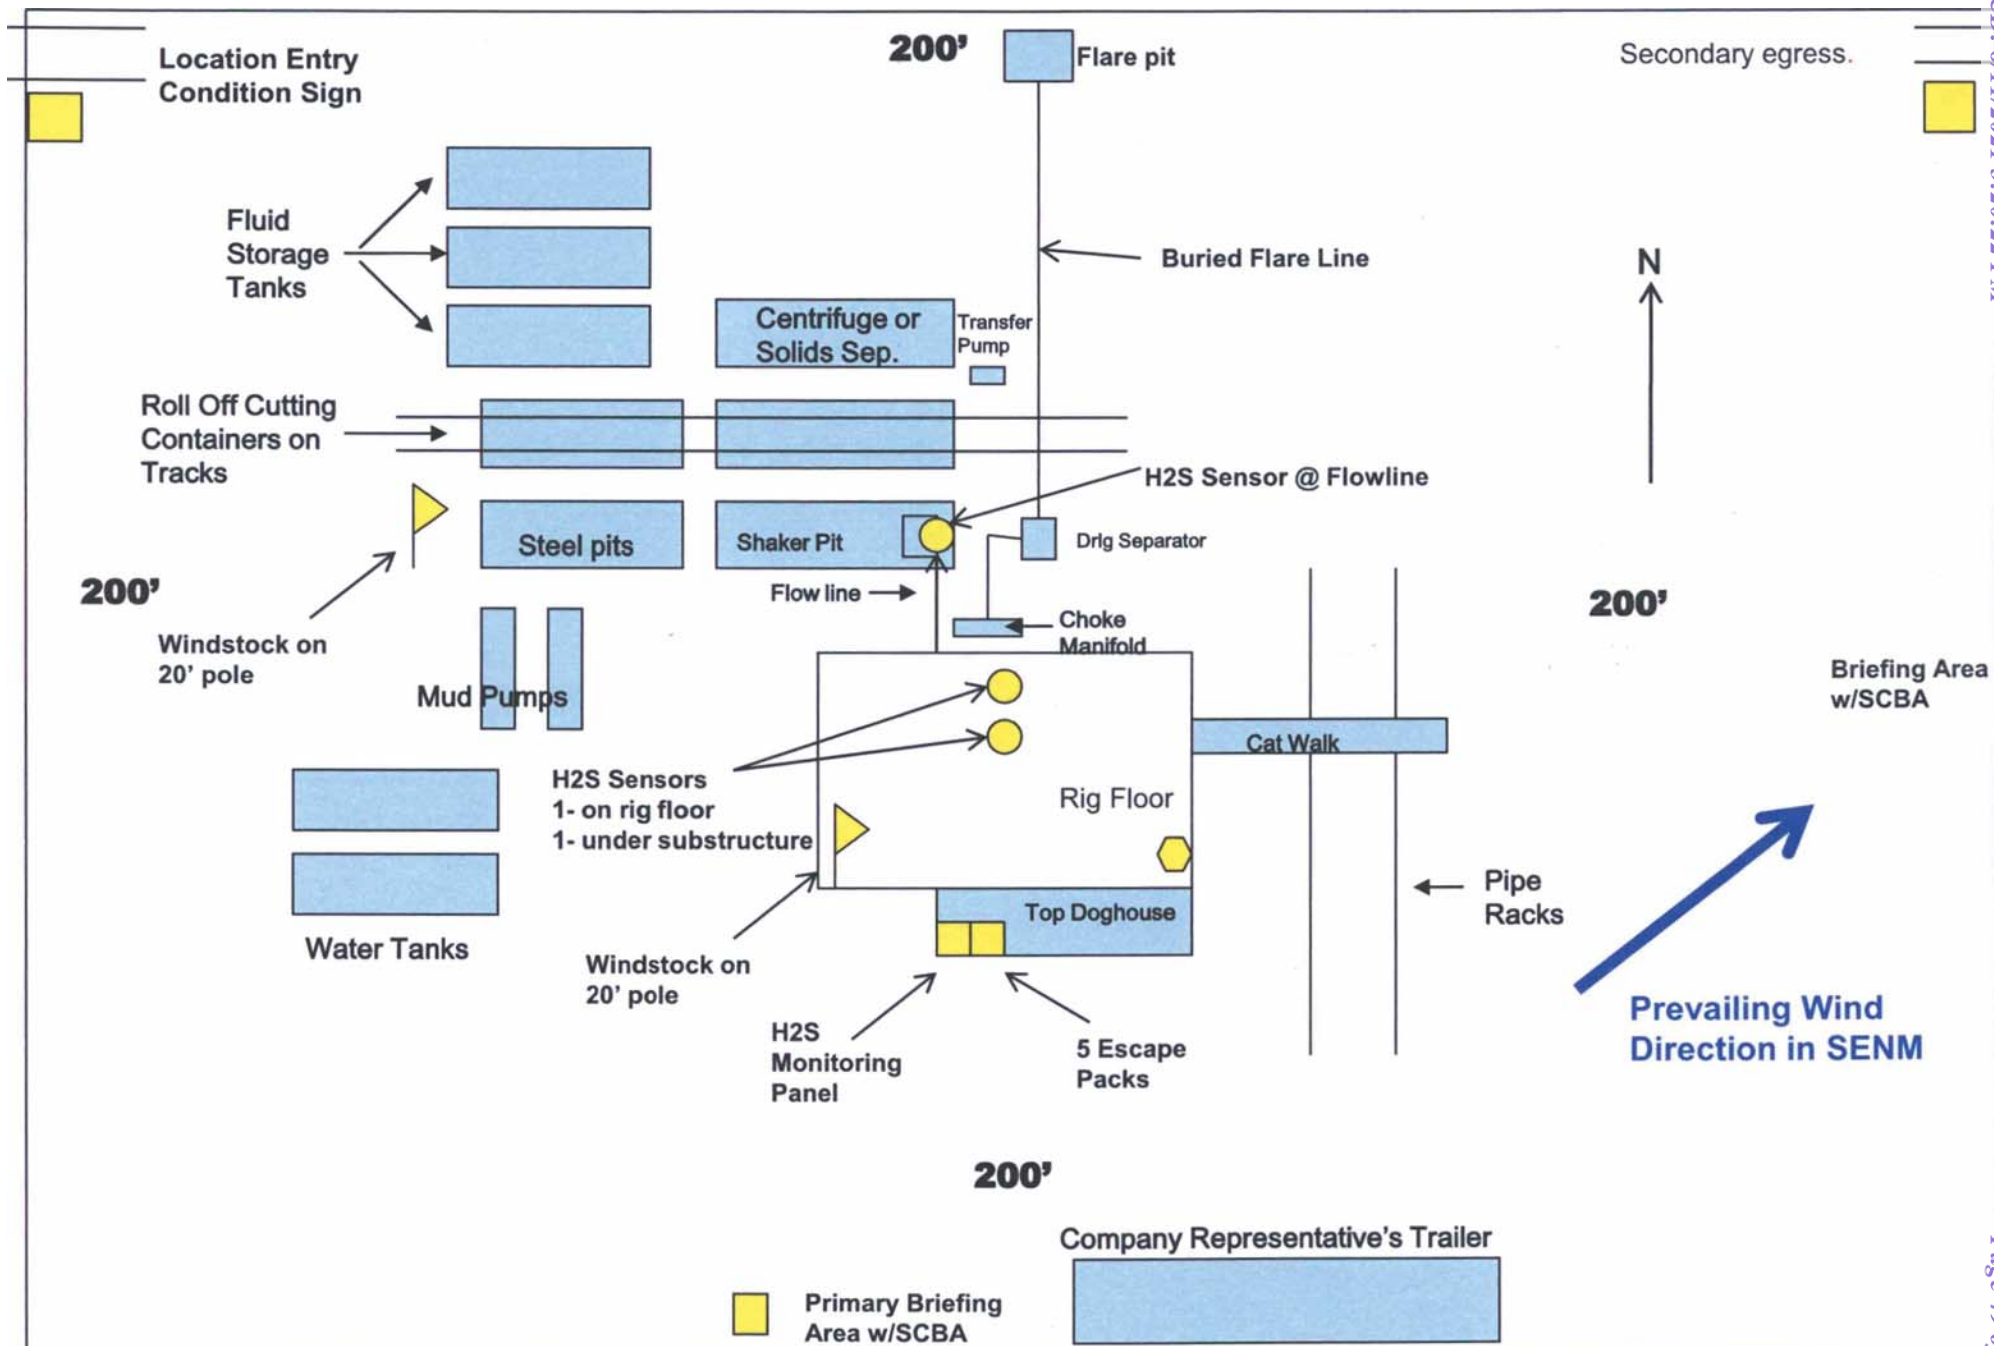 Location Entry
Condition Sign
200’
Flare pit
Secondary egress.
Fluid
Storage
Tanks
Buried Flare Line
N
Centrifuge or
Solids Sep.
Transfer
Pump
Roll Off Cutting
Containers on
Tracks
H2S Sensor @ Flowline
Steel pits
Shaker Pit
Drlg Separator
200’
Flow line
200’
Windstock on
20’ pole
Choke
Manifold
Briefing Area
w/SCBA
Mud Pumps
Cat Walk
H2S Sensors
1- on rig floor
1- under substructure
Rig Floor
Pipe
Racks
Top Doghouse
Water Tanks
Windstock on
20’ pole
Prevailing Wind
Direction in SENM
H2S
Monitoring
Panel
5 Escape
Packs
200’
Company Representative’s Trailer
Primary Briefing
Area w/SCBA